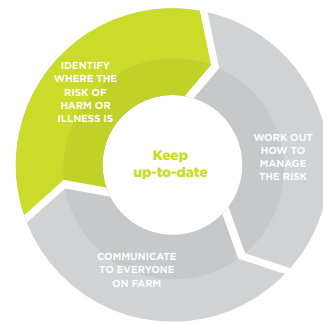 IDENTIFY
WHERE THE
RISK OF
HARM OR
ILLNESS IS
WORK OUT
HOW TO
MANAGE
THE RISK
Keep
up-to-date
COMMUNICATE
TO EVERYONE
ON FARM